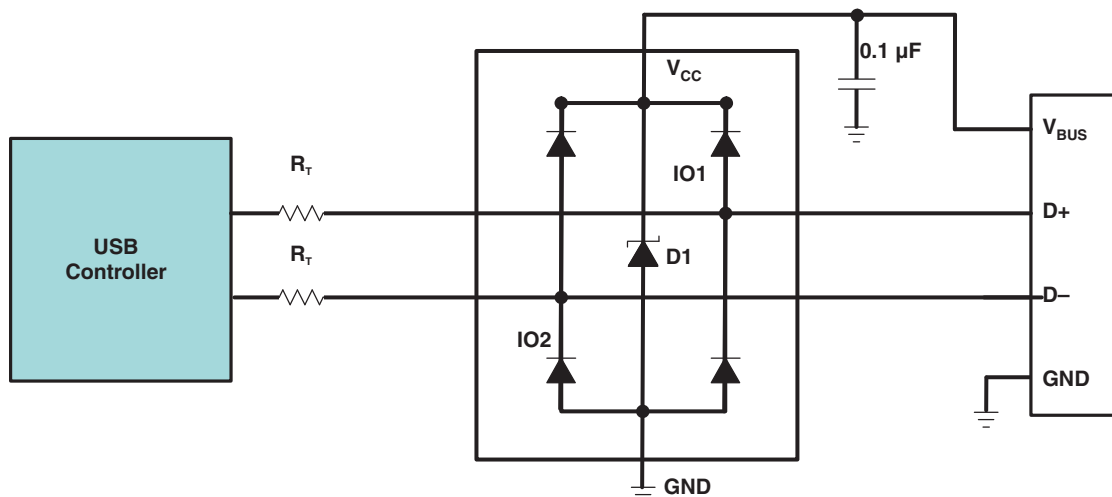 0.1 µF
VCC
VBUS
RT
IO1
D+
USB
Controller
RT
D1
D–
IO2
GND
GND